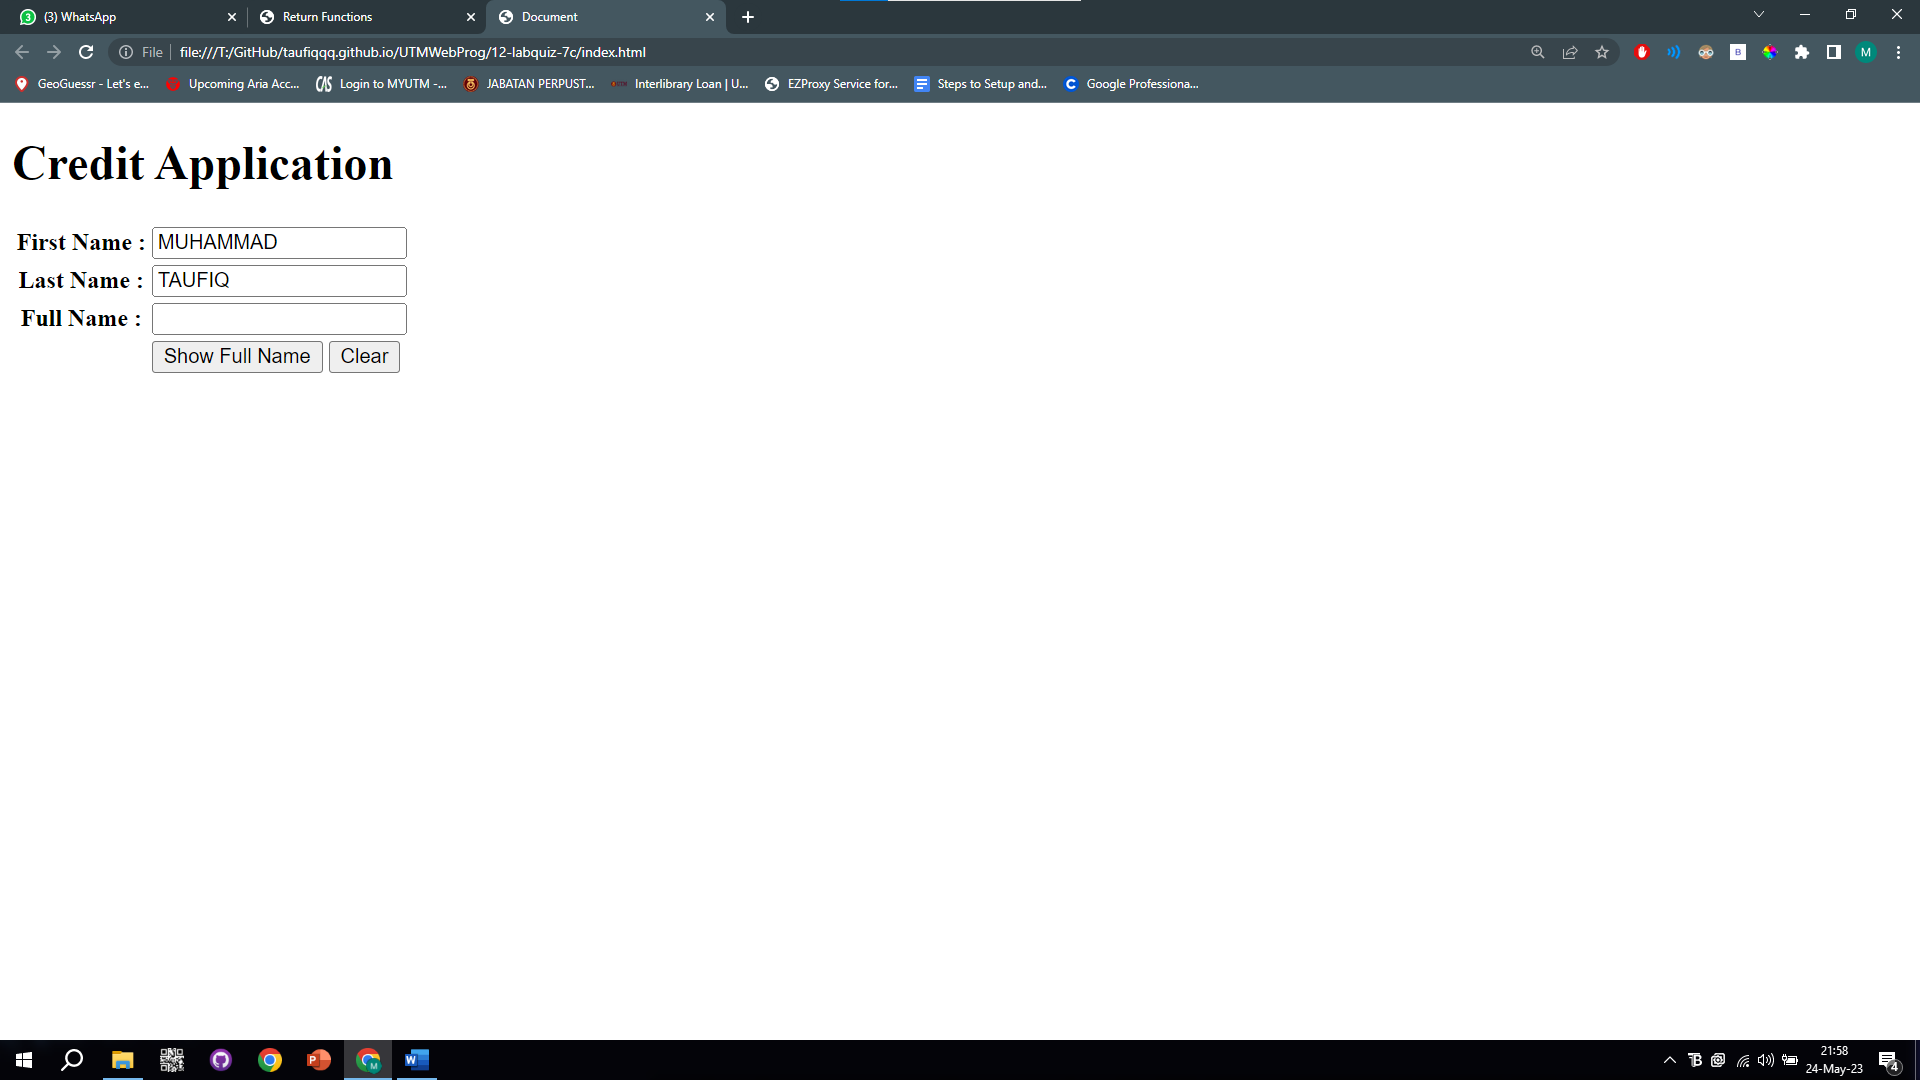 (3) WhatsApp
Return Functions
Document
File
file:///T:/GitHub/taufiqqq.github.io/UTMWebProg/12-labquiz-7c/index.html
GeoGuessr - Let's e...
Upcoming Aria Acc...
Login to MYUTM -...
JABATAN PERPUST...
Interlibrary Loan | U...
EZProxy Service for...
Steps to Setup and...
Google Professiona...
Credit Application
First Name : MUHAMMAD
Last Name : TAUFIQ
Full Name :
Show Full Name Clear
21:58
24-May-23
4